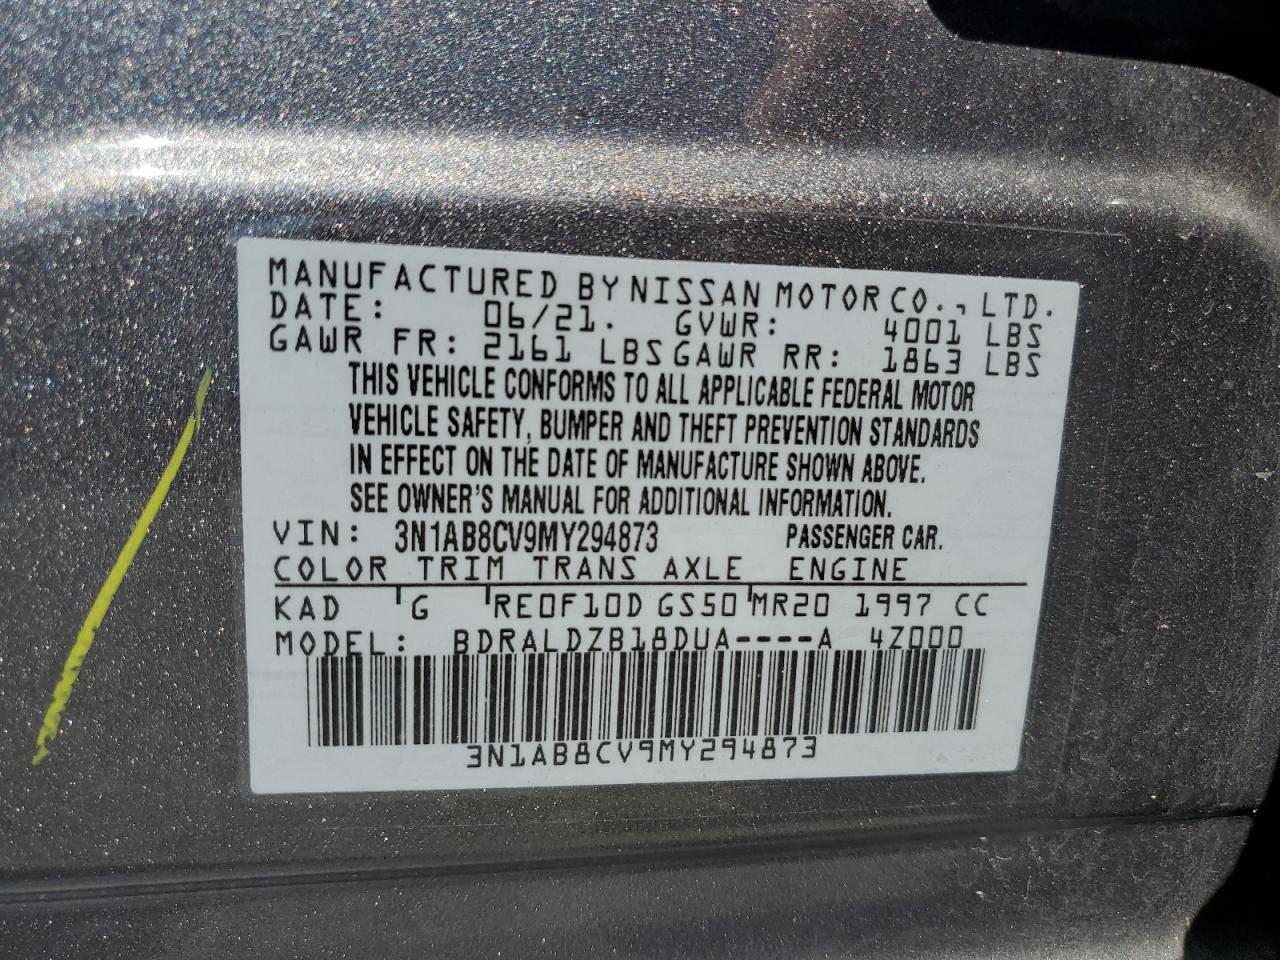 MANUFACTURED BY NISSAN MOTOR CO., LTD.
DATE: 06/21. GVWR: 4001 LBS
GAWR FR: 2161 LBS GAWR RR: 1863 LBS
THIS VEHICLE CONFORMS TO ALL APPLICABLE FEDERAL MOTOR
VEHICLE SAFETY, BUMPER AND THEFT PREVENTION STANDARDS
IN EFFECT ON THE DATE OF MANUFACTURE SHOWN ABOVE.
SEE OWNER'S MANUAL FOR ADDITIONAL INFORMATION.
VIN: 3N1AB8CV9MY294873 PASSENGER CAR.
COLOR TRIM TRANS AXLE ENGINE
KAD G RE0F10D GS50 MR20 1997 CC
MODEL: BDRALDZB18DUA----A 4Z000
3N1AB8CV9MY294873